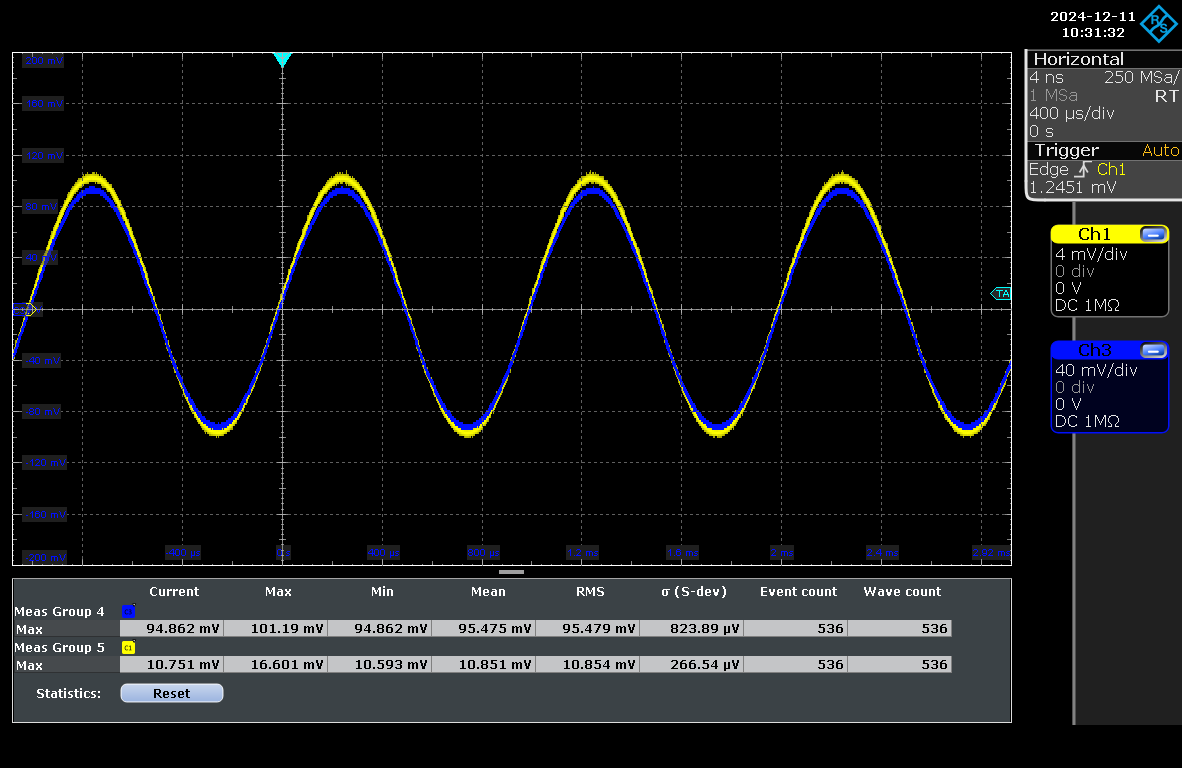 2024-12-11
10:31:32
Horizontal
4 ns 250 MSa/
1 MSa RT
400 µs/div
0 s
Trigger Auto
Edge Ch1
1.2451 mV
Ch1
4 mV/div
0 div
0 V
DC 1MΩ
TA
Ch3
40 mV/div
0 div
0 V
DC 1MΩ
Current Max Min Mean RMS σ (S-dev) Event count Wave count
Meas Group 4
Max 94.862 mV 101.19 mV 94.862 mV 95.475 mV 95.479 mV 823.89 µV 536 536
Meas Group 5 C1
Max 10.751 mV 16.601 mV 10.593 mV 10.851 mV 10.854 mV 266.54 µV 536 536
Statistics: Reset